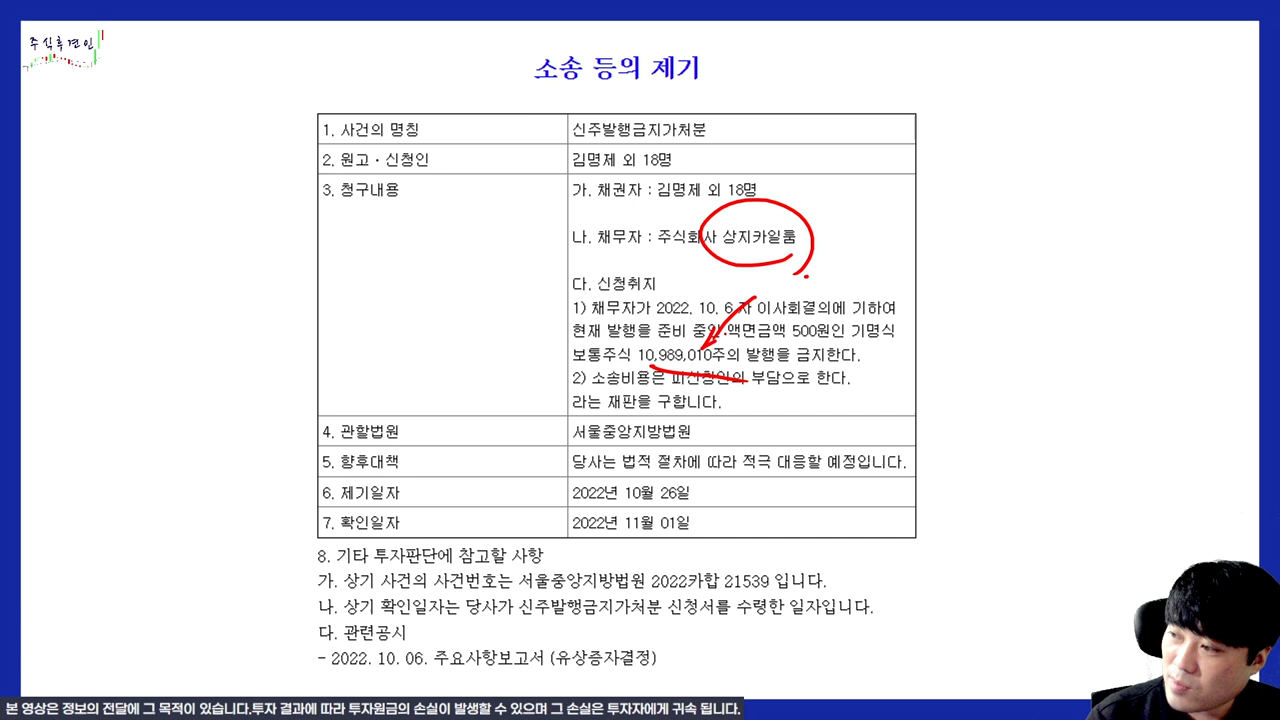 주식후견인
소송 등의 제기
1. 사건의 명칭 신주발행금지가처분
2. 원고·신청인 김명제 외 18명
3. 청구내용 가. 채권자 : 김명제 외 18명
나. 채무자 : 주식회사 상지카일룸
다. 신청취지
1) 채무자가 2022. 10. 6.자 이사회결의에 기하여
현재 발행을 준비 중인 액면금액 500원인 기명식
보통주식 10,989,010주의 발행을 금지한다.
2) 소송비용은 피신청인의 부담으로 한다.
라는 재판을 구합니다.
4. 관할법원 서울중앙지방법원
5. 향후대책 당사는 법적 절차에 따라 적극 대응할 예정입니다.
6. 제기일자 2022년 10월 26일
7. 확인일자 2022년 11월 01일
8. 기타 투자판단에 참고할 사항
가. 상기 사건의 사건번호는 서울중앙지방법원 2022카합 21539 입니다.
나. 상기 확인일자는 당사가 신주발행금지가처분 신청서를 수령한 일자입니다.
다. 관련공시
- 2022. 10. 06. 주요사항보고서 (유상증자결정)
본 영상은 정보의 전달에 그 목적이 있습니다.투자 결과에 따라 투자원금의 손실이 발생할 수 있으며 그 손실은 투자자에게 귀속 됩니다.